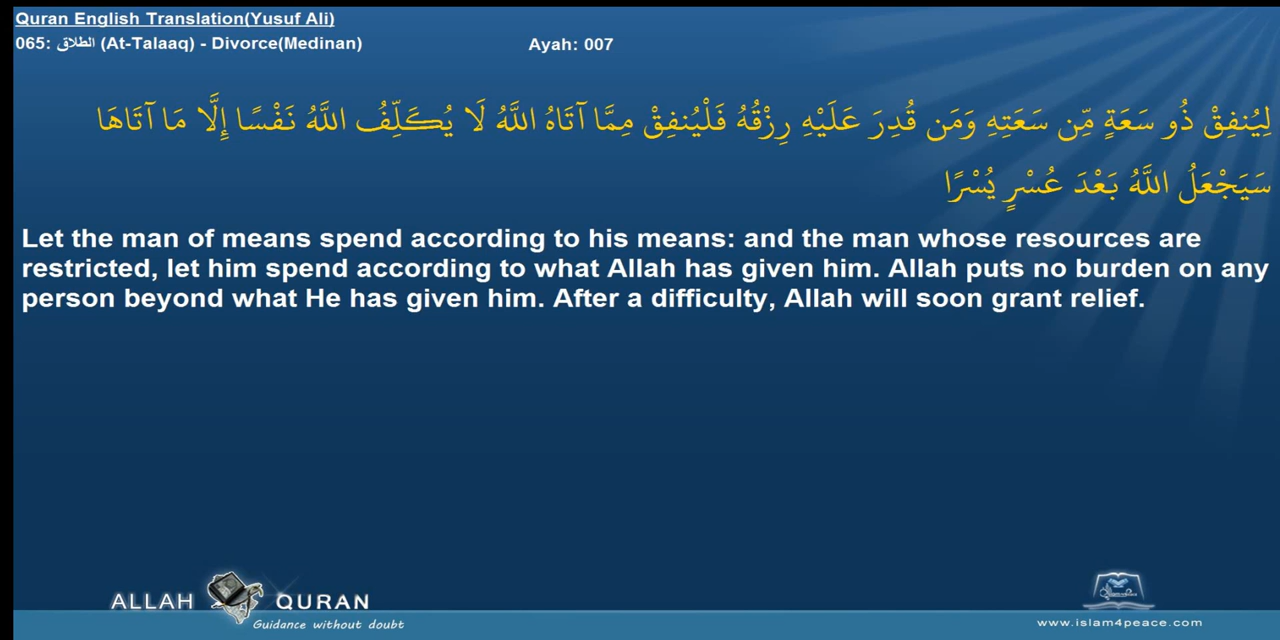 Quran English Translation(Yusuf Ali)
065: الطلاق (At-Talaaq) - Divorce(Medinan)
Ayah: 007
لِيُنفِقْ ذُو سَعَةٍ مِّن سَعَتِهِ وَمَن قُدِرَ عَلَيْهِ رِزْقُهُ فَلْيُنفِقْ مِمَّا آتَاهُ اللَّهُ لَا يُكَلِّفُ اللَّهُ نَفْسًا إِلَّا مَا آتَاهَا
سَيَجْعَلُ اللَّهُ بَعْدَ عُسْرٍ يُسْرًا
Let the man of means spend according to his means: and the man whose resources are
restricted, let him spend according to what Allah has given him. Allah puts no burden on any
person beyond what He has given him. After a difficulty, Allah will soon grant relief.
ALLAH QURAN
Guidance without doubt
www.islam4peace.com